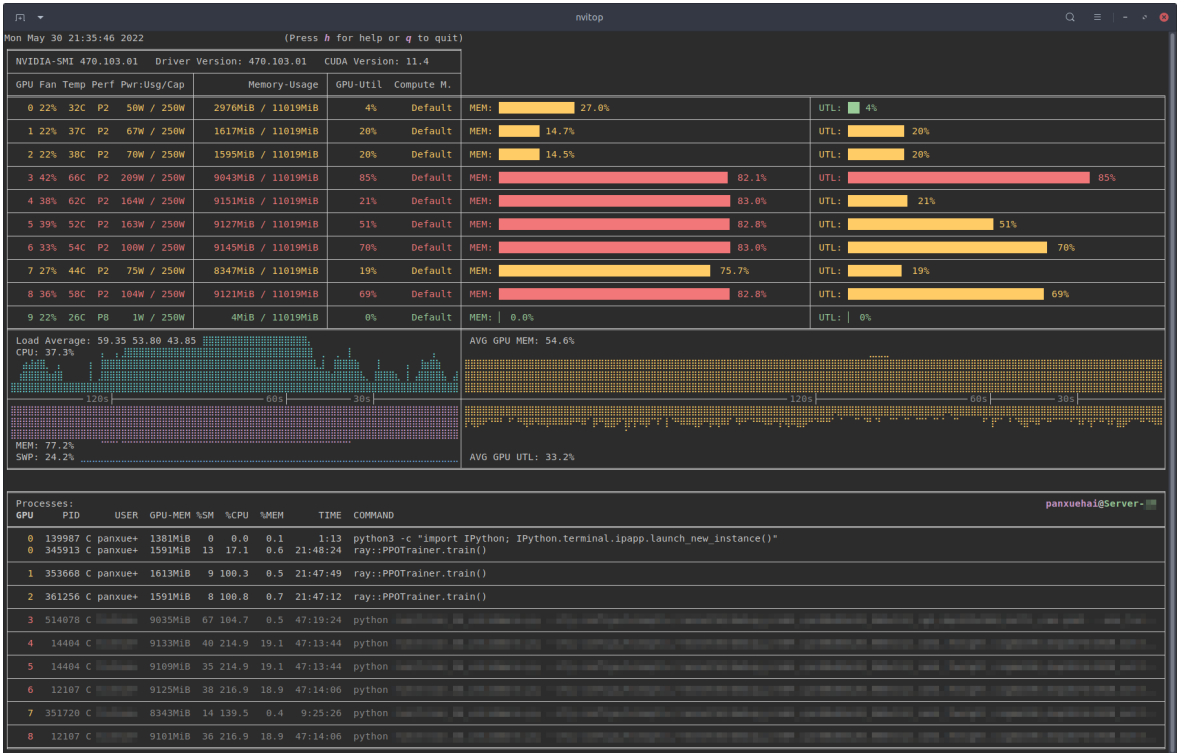 nvitop
Mon May 30 21:35:46 2022 (Press h for help or q to quit)
NVIDIA-SMI 470.103.01 Driver Version: 470.103.01 CUDA Version: 11.4
GPU Fan Temp Perf Pwr:Usg/Cap Memory-Usage GPU-Util Compute M.
0 22% 32C P2 50W / 250W 2976MiB / 11019MiB 4% Default MEM: 27.0% UTL: 4%
1 22% 37C P2 67W / 250W 1617MiB / 11019MiB 20% Default MEM: 14.7% UTL: 20%
2 22% 38C P2 70W / 250W 1595MiB / 11019MiB 20% Default MEM: 14.5% UTL: 20%
3 42% 66C P2 209W / 250W 9043MiB / 11019MiB 85% Default MEM: 82.1% UTL: 85%
4 38% 62C P2 164W / 250W 9151MiB / 11019MiB 21% Default MEM: 83.0% UTL: 21%
5 39% 52C P2 163W / 250W 9127MiB / 11019MiB 51% Default MEM: 82.8% UTL: 51%
6 33% 54C P2 100W / 250W 9145MiB / 11019MiB 70% Default MEM: 83.0% UTL: 70%
7 27% 44C P2 75W / 250W 8347MiB / 11019MiB 19% Default MEM: 75.7% UTL: 19%
8 36% 58C P2 104W / 250W 9121MiB / 11019MiB 69% Default MEM: 82.8% UTL: 69%
9 22% 26C P8 1W / 250W 4MiB / 11019MiB 0% Default MEM: 0.0% UTL: 0%
Load Average: 59.35 53.80 43.85 AVG GPU MEM: 54.6%
CPU: 37.3%
120s 60s 30s 120s 60s 30s
MEM: 77.2%
SWP: 24.2% AVG GPU UTL: 33.2%
Processes: panxuehai@Server-
GPU PID USER GPU-MEM %SM %CPU %MEM TIME COMMAND
0 139987 C panxue+ 1381MiB 0 0.0 0.1 1:13 python3 -c "import IPython; IPython.terminal.ipapp.launch_new_instance()"
0 345913 C panxue+ 1591MiB 13 17.1 0.6 21:48:24 ray::PPOTrainer.train()
1 353668 C panxue+ 1613MiB 9 100.3 0.5 21:47:49 ray::PPOTrainer.train()
2 361256 C panxue+ 1591MiB 8 100.8 0.7 21:47:12 ray::PPOTrainer.train()
3 514078 C 9035MiB 67 104.7 0.5 47:19:24 python
4 14404 C 9133MiB 40 214.9 19.1 47:13:44 python
5 14404 C 9109MiB 35 214.9 19.1 47:13:44 python
6 12107 C 9125MiB 38 216.9 18.9 47:14:06 python
7 351720 C 8343MiB 14 139.5 0.4 9:25:26 python
8 12107 C 9101MiB 36 216.9 18.9 47:14:06 python